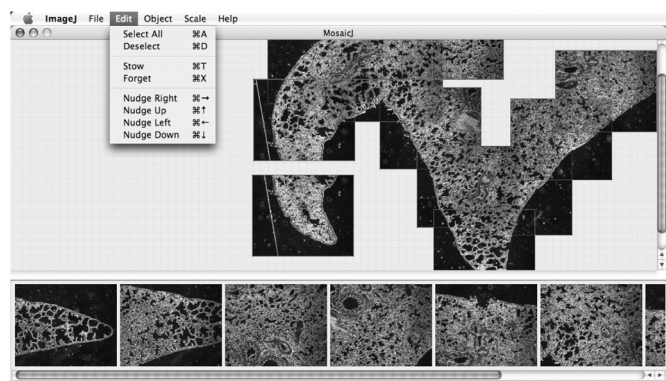 ImageJ File Edit Object Scale Help
MosaicJ
Select All ⌘A
Deselect ⌘D
Stow ⌘T
Forget ⌘X
Nudge Right ⌘→
Nudge Up ⌘↑
Nudge Left ⌘←
Nudge Down ⌘↓